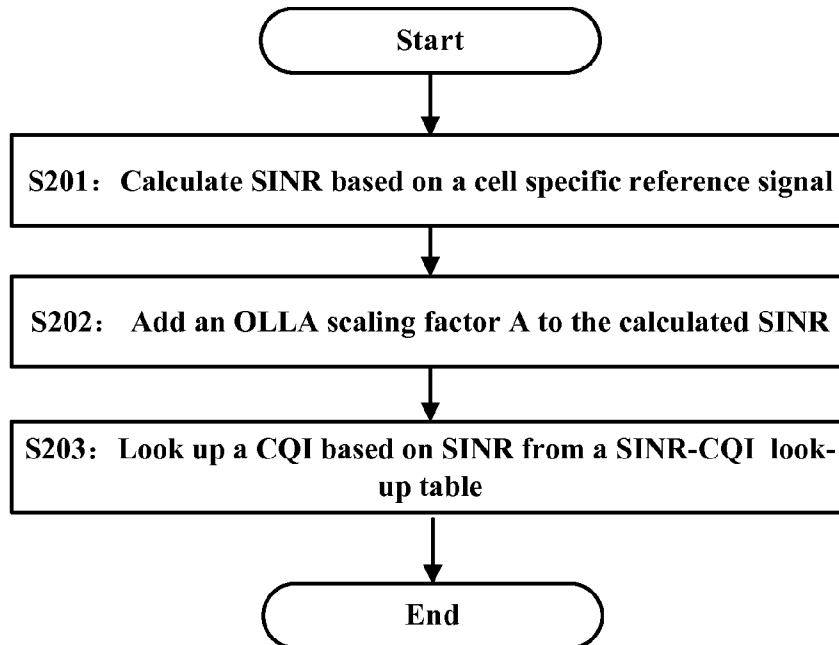 Start
S201： Calculate SINR based on a cell specific reference signal
S202： Add an OLLA scaling factor A to the calculated SINR
S203： Look up a CQI based on SINR from a SINR-CQI look-
up table
End